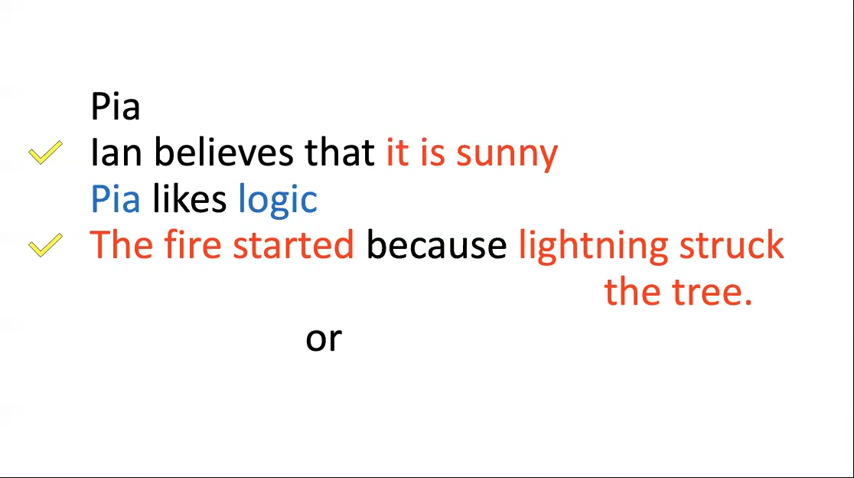 Pia
Ian believes that it is sunny
Pia likes logic
The fire started because lightning struck
the tree.
or